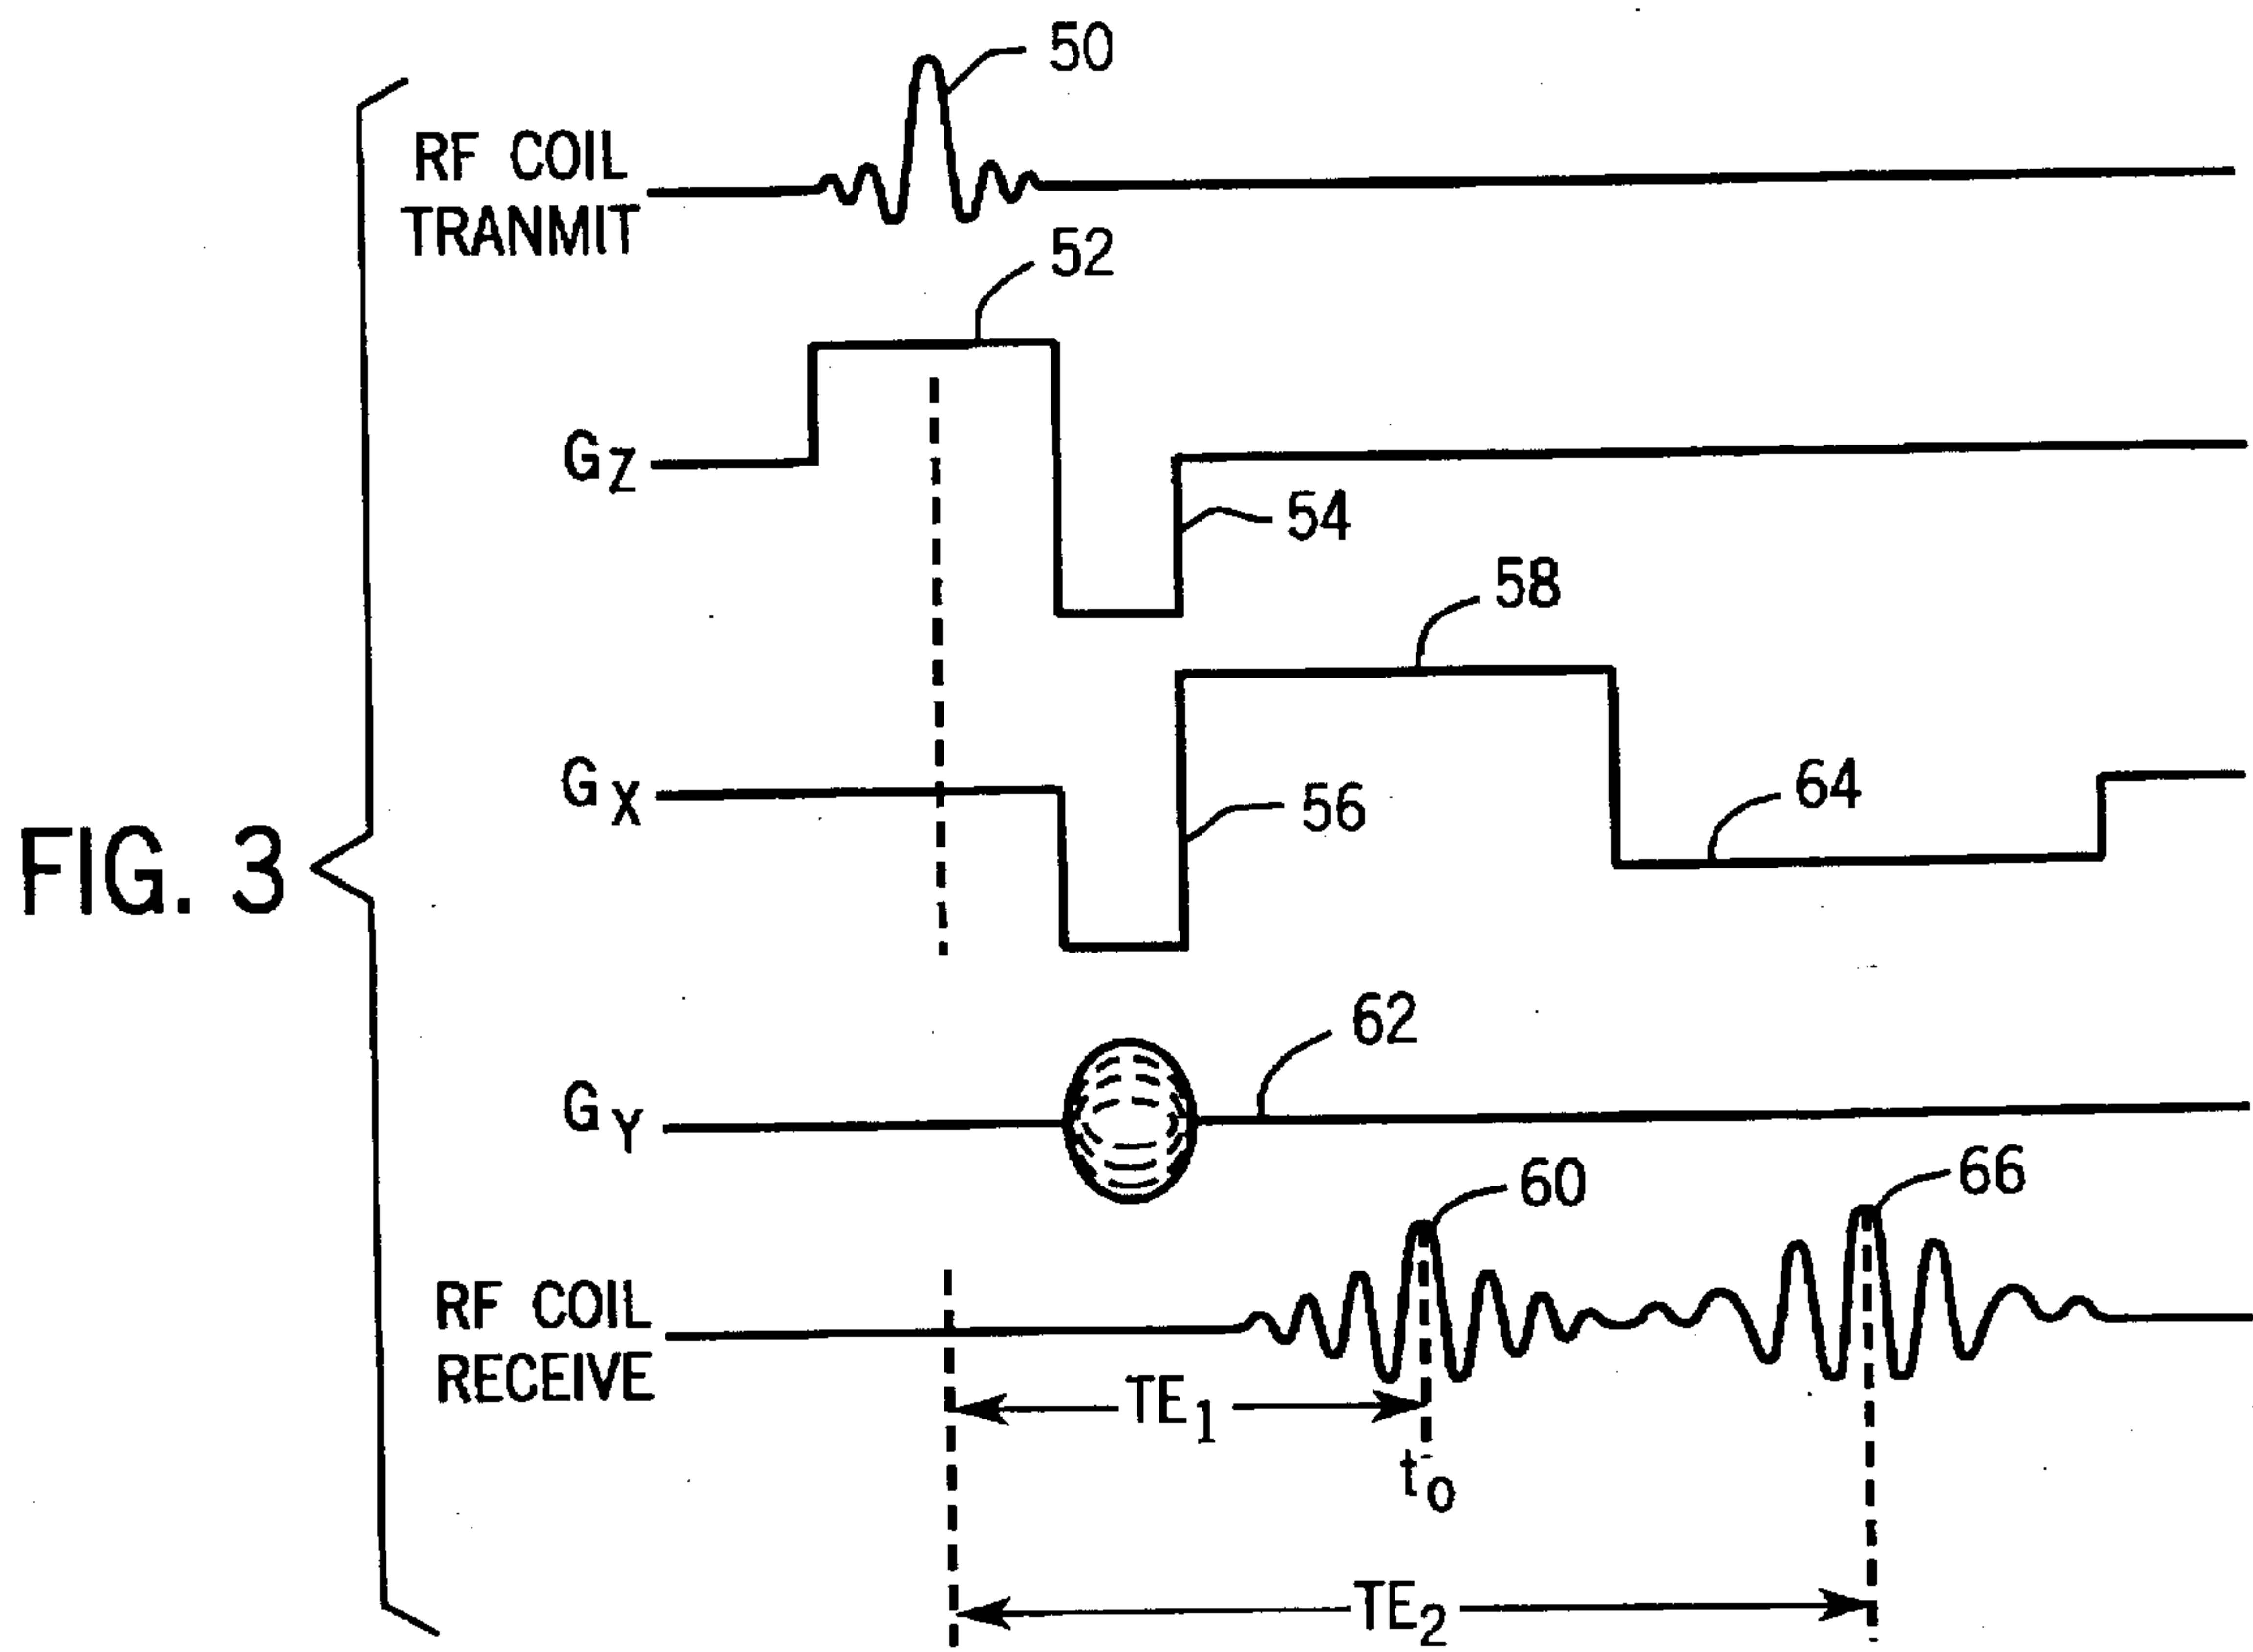 50
RF COIL
TRANMIT
52
GZ
54
58
GX
56
64
FIG. 3
62
GY
60
66
RF COIL
RECEIVE
TE1
to
TE2